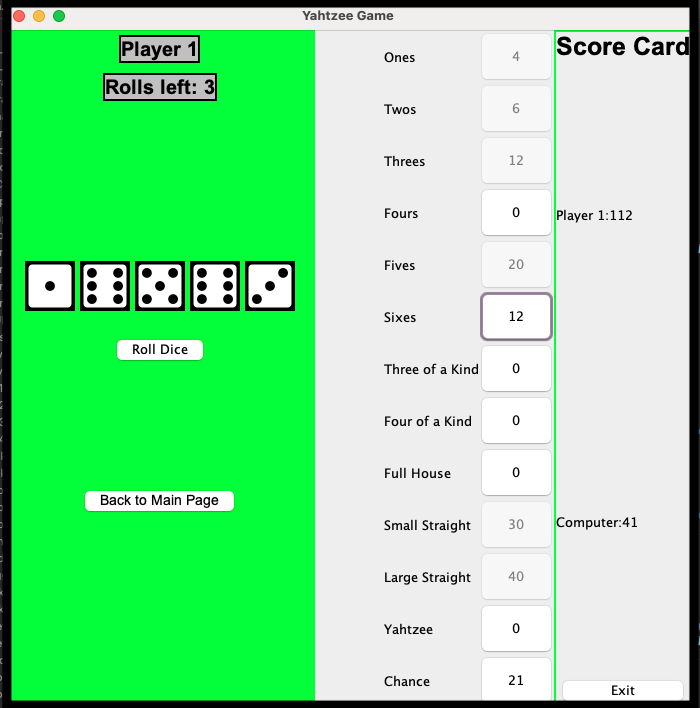 Yahtzee Game
Player 1
Rolls left: 3
Roll Dice
Back to Main Page
Ones 4
Twos 6
Threes 12
Fours 0
Fives 20
Sixes 12
Three of a Kind 0
Four of a Kind 0
Full House 0
Small Straight 30
Large Straight 40
Yahtzee 0
Chance 21
Score Card
Player 1:112
Computer:41
Exit